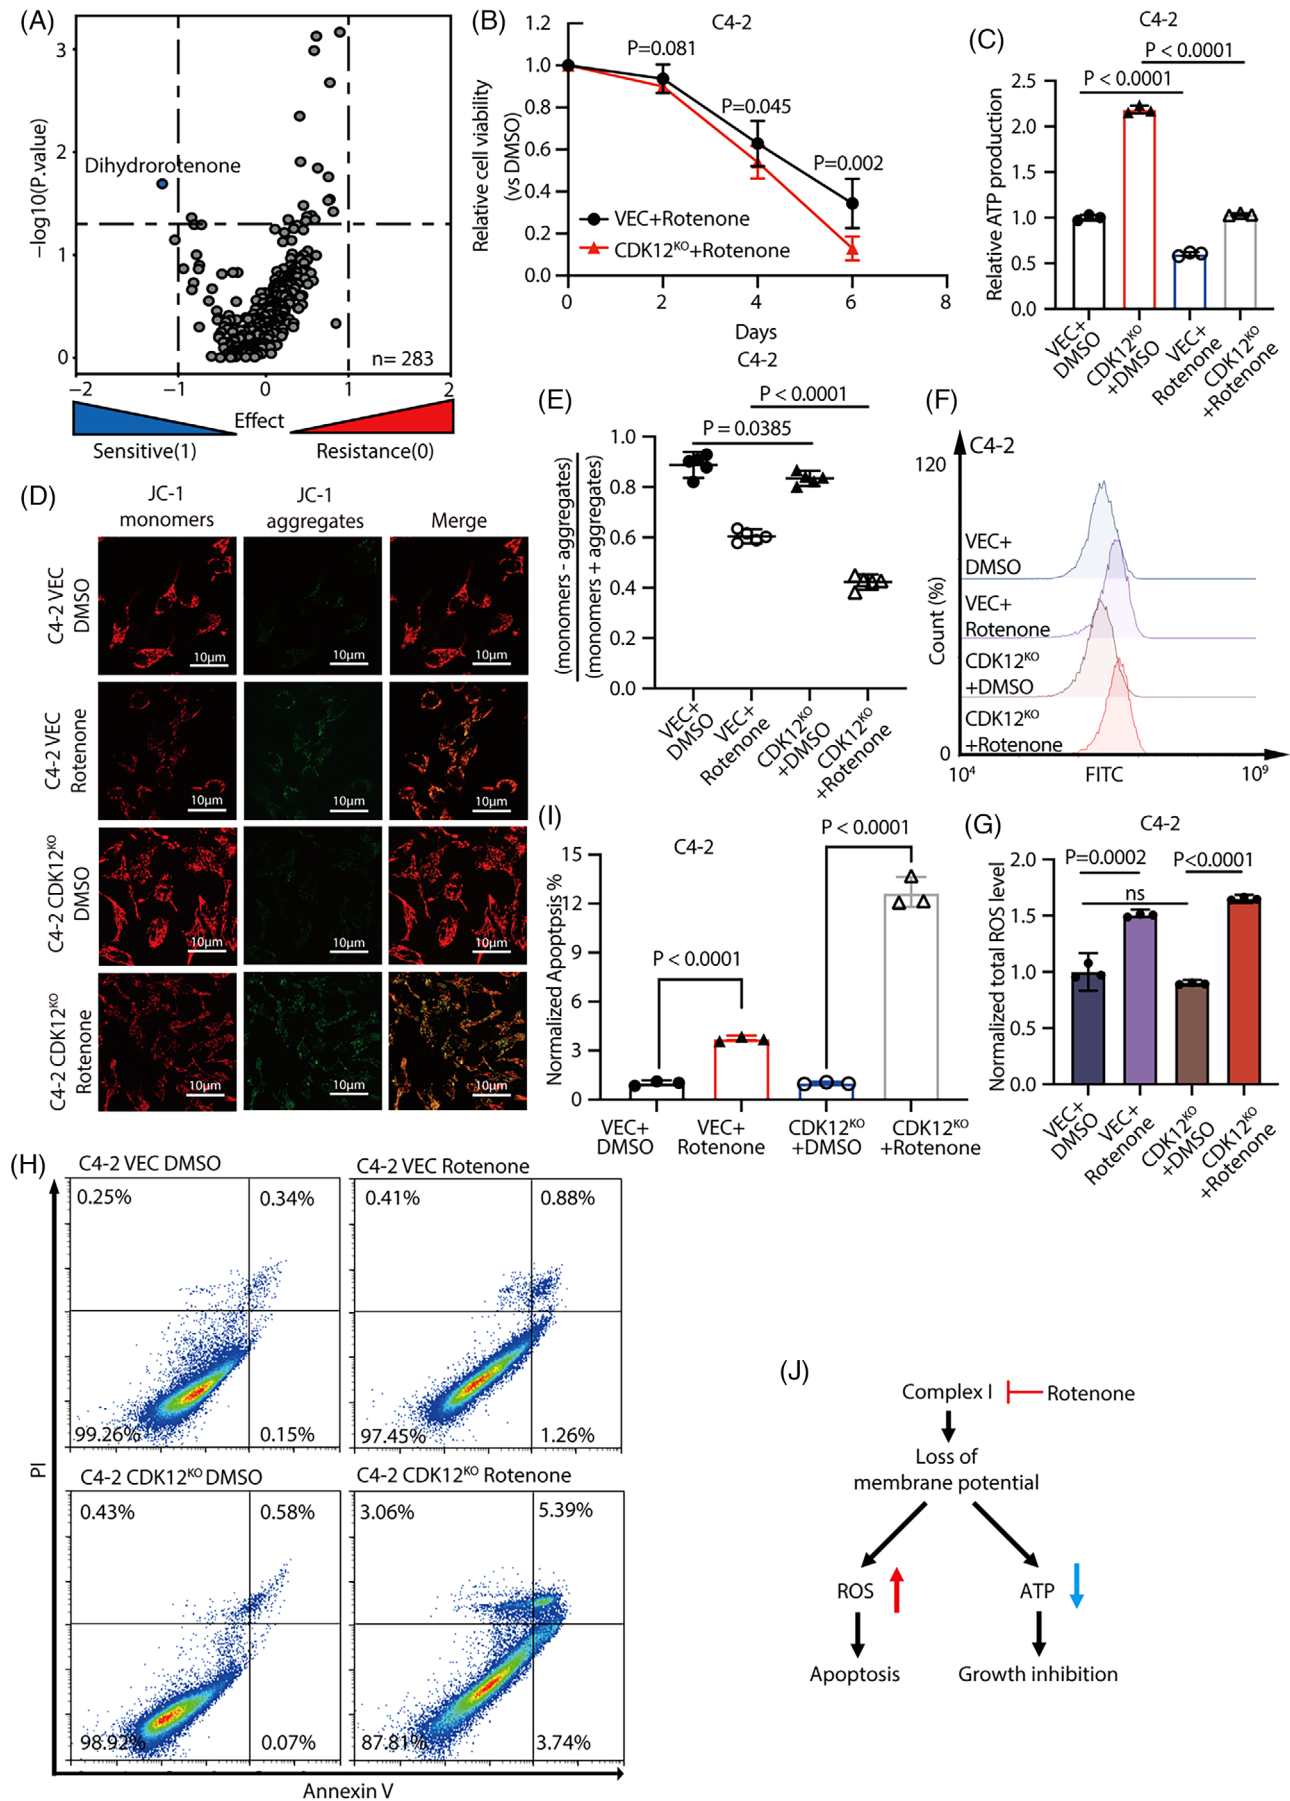 (A)
3
2
1
0
−log10(P.value)
Dihydrorotenone
n= 283
−2
−1
0
1
2
Effect
Sensitive(1)
Resistance(0)
(B)
C4-2
1.2
1.0
0.8
0.6
0.4
0.2
0.0
Relative cell viability
(vs DMSO)
P=0.081
P=0.045
P=0.002
VEC+Rotenone
CDK12KO+Rotenone
0
2
4
6
8
Days
(C)
C4-2
P < 0.0001
P < 0.0001
2.5
2.0
1.5
1.0
0.5
0.0
Relative ATP production
VEC+
DMSO
CDK12KO
+DMSO
VEC+
Rotenone
CDK12KO
+Rotenone
(D)
JC-1
monomers
JC-1
aggregates
Merge
C4-2 VEC
DMSO
10μm
10μm
10μm
C4-2 VEC
Rotenone
10μm
10μm
10μm
C4-2 CDK12KO
DMSO
10μm
10μm
10μm
C4-2 CDK12KO
Rotenone
10μm
10μm
10μm
C4-2
(E)
P < 0.0001
P = 0.0385
1.0
0.8
0.6
0.4
0.2
0.0
(monomers - aggregates)
(monomers + aggregates)
VEC+
DMSO
VEC+
Rotenone
CDK12KO
+DMSO
CDK12KO
+Rotenone
(F)
C4-2
120
0
Count (%)
VEC+
DMSO
VEC+
Rotenone
CDK12KO
+DMSO
CDK12KO
+Rotenone
10⁴
FITC
10⁹
(I)
C4-2
P < 0.0001
P < 0.0001
15
12
9
6
3
0
Normalized Apoptpsis %
VEC+
DMSO
VEC+
Rotenone
CDK12KO
+DMSO
CDK12KO
+Rotenone
(G)
C4-2
P=0.0002
P<0.0001
ns
2.0
1.5
1.0
0.5
0.0
Normalized total ROS level
VEC+
DMSO
VEC+
Rotenone
CDK12KO
+DMSO
CDK12KO
+Rotenone
(H)
C4-2 VEC DMSO
0.25%
0.34%
99.26%
0.15%
C4-2 VEC Rotenone
0.41%
0.88%
97.45%
1.26%
C4-2 CDK12KO DMSO
0.43%
0.58%
98.92%
0.07%
C4-2 CDK12KO Rotenone
3.06%
5.39%
87.81%
3.74%
PI
Annexin V
(J)
Complex I
Rotenone
Loss of
membrane potential
ROS
ATP
Apoptosis
Growth inhibition